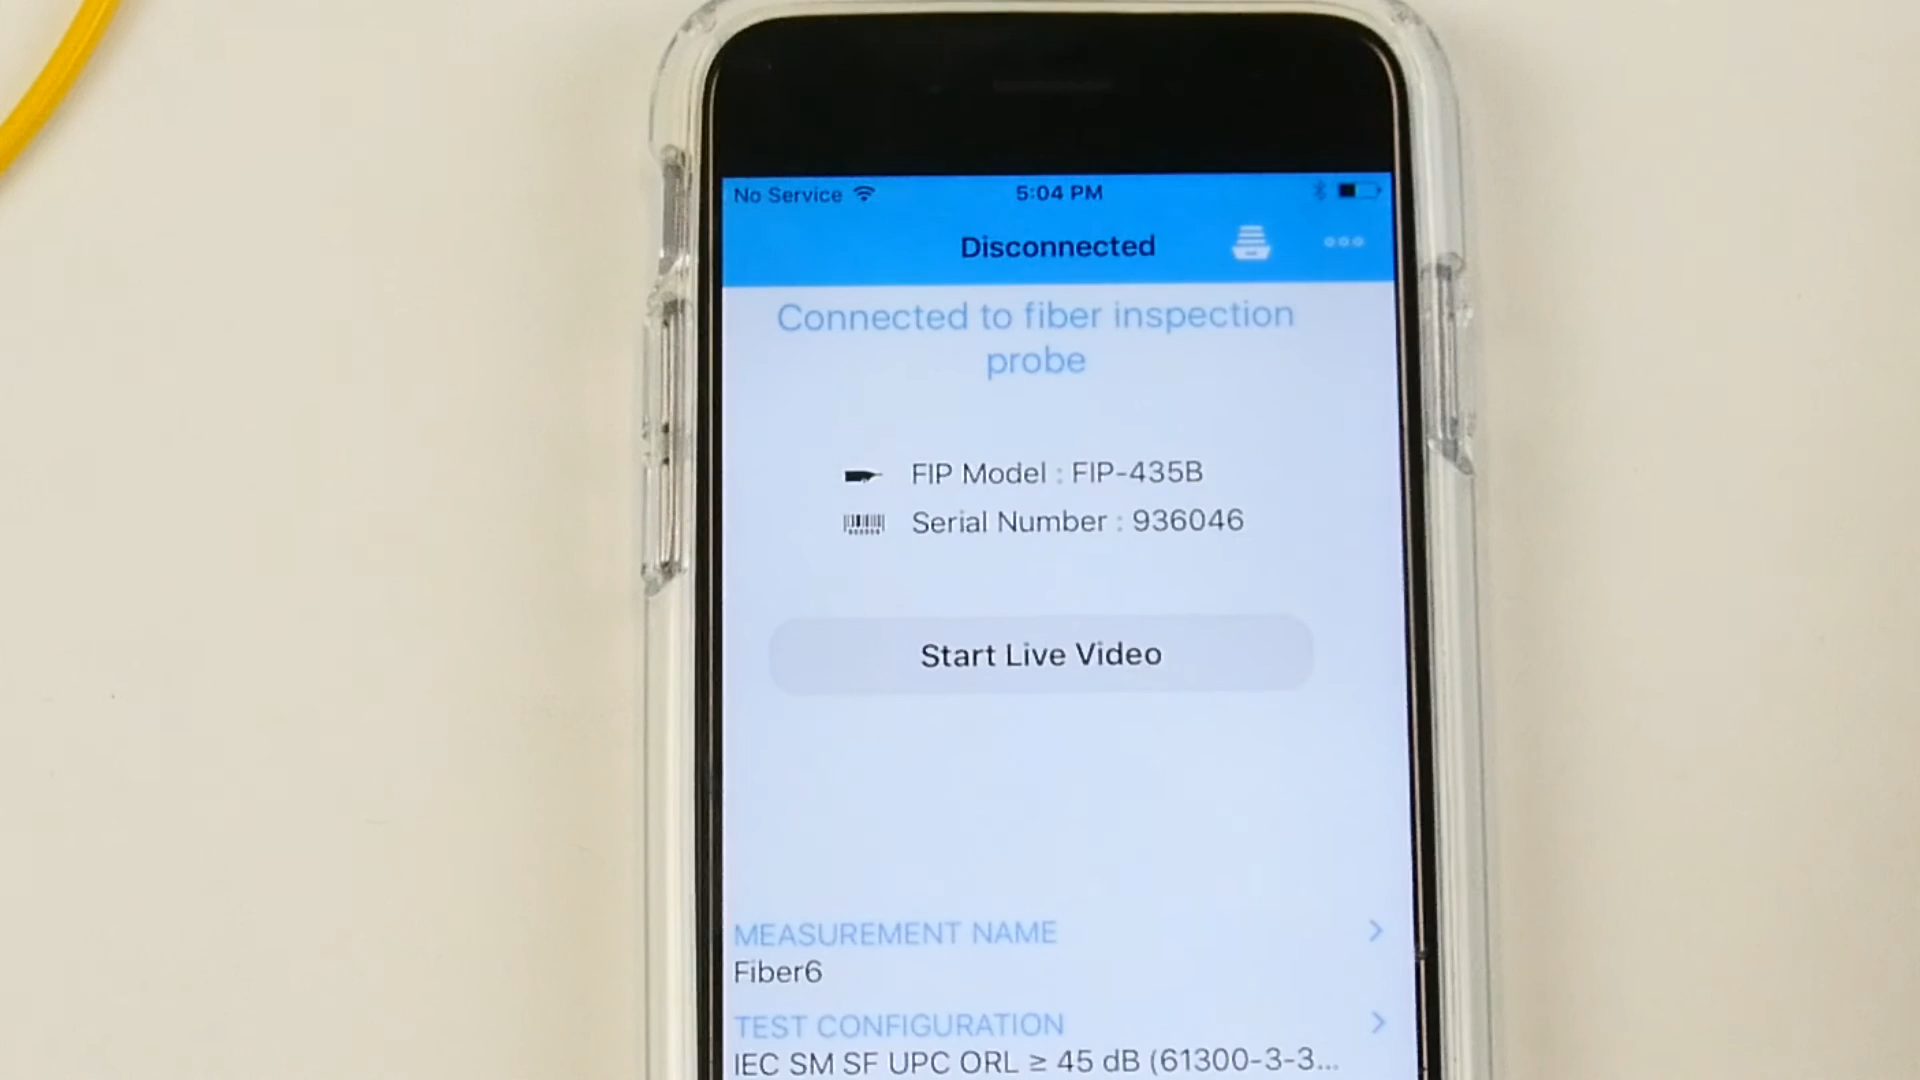 No Service
5:04 PM
Disconnected
Connected to fiber inspection
probe
FIP Model : FIP-435B
Serial Number : 936046
Start Live Video
MEASUREMENT NAME
Fiber6
TEST CONFIGURATION
IEC SM SF UPC ORL ≥ 45 dB (61300-3-3...